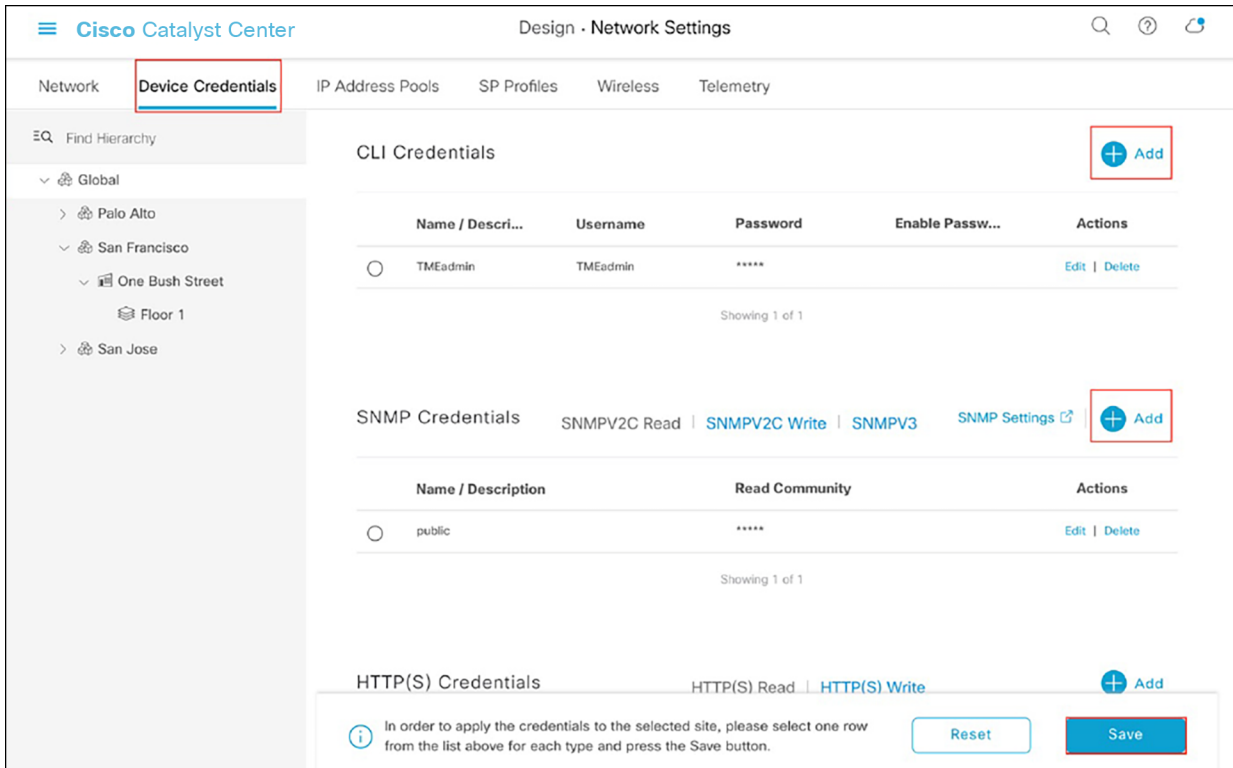 Cisco Catalyst Center
Design · Network Settings
Network
Device Credentials
IP Address Pools
SP Profiles
Wireless
Telemetry
Find Hierarchy
Global
Palo Alto
San Francisco
One Bush Street
Floor 1
San Jose
CLI Credentials
Add
Name / Descri... Username Password Enable Passw... Actions
TMEadmin TMEadmin ***** Edit | Delete
Showing 1 of 1
SNMP Credentials SNMPV2C Read | SNMPV2C Write | SNMPV3 SNMP Settings | Add
Name / Description Read Community Actions
public ***** Edit | Delete
Showing 1 of 1
HTTP(S) Credentials HTTP(S) Read | HTTP(S) Write Add
In order to apply the credentials to the selected site, please select one row
from the list above for each type and press the Save button.
Reset
Save